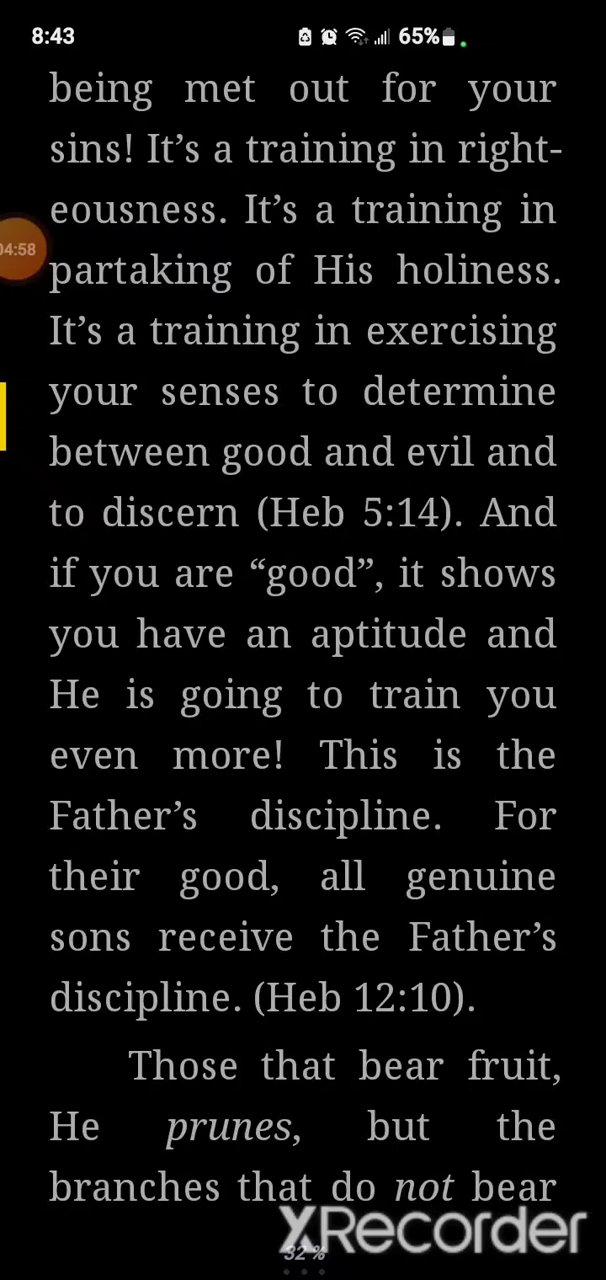 8:43
65%
being met out for your
sins! It’s a training in right-
eousness. It’s a training in
04:58
partaking of His holiness.
It’s a training in exercising
your senses to determine
between good and evil and
to discern (Heb 5:14). And
if you are “good”, it shows
you have an aptitude and
He is going to train you
even more! This is the
Father’s discipline. For
their good, all genuine
sons receive the Father’s
discipline. (Heb 12:10).
Those that bear fruit,
He prunes, but the
branches that do not bear
XRecorder
32%